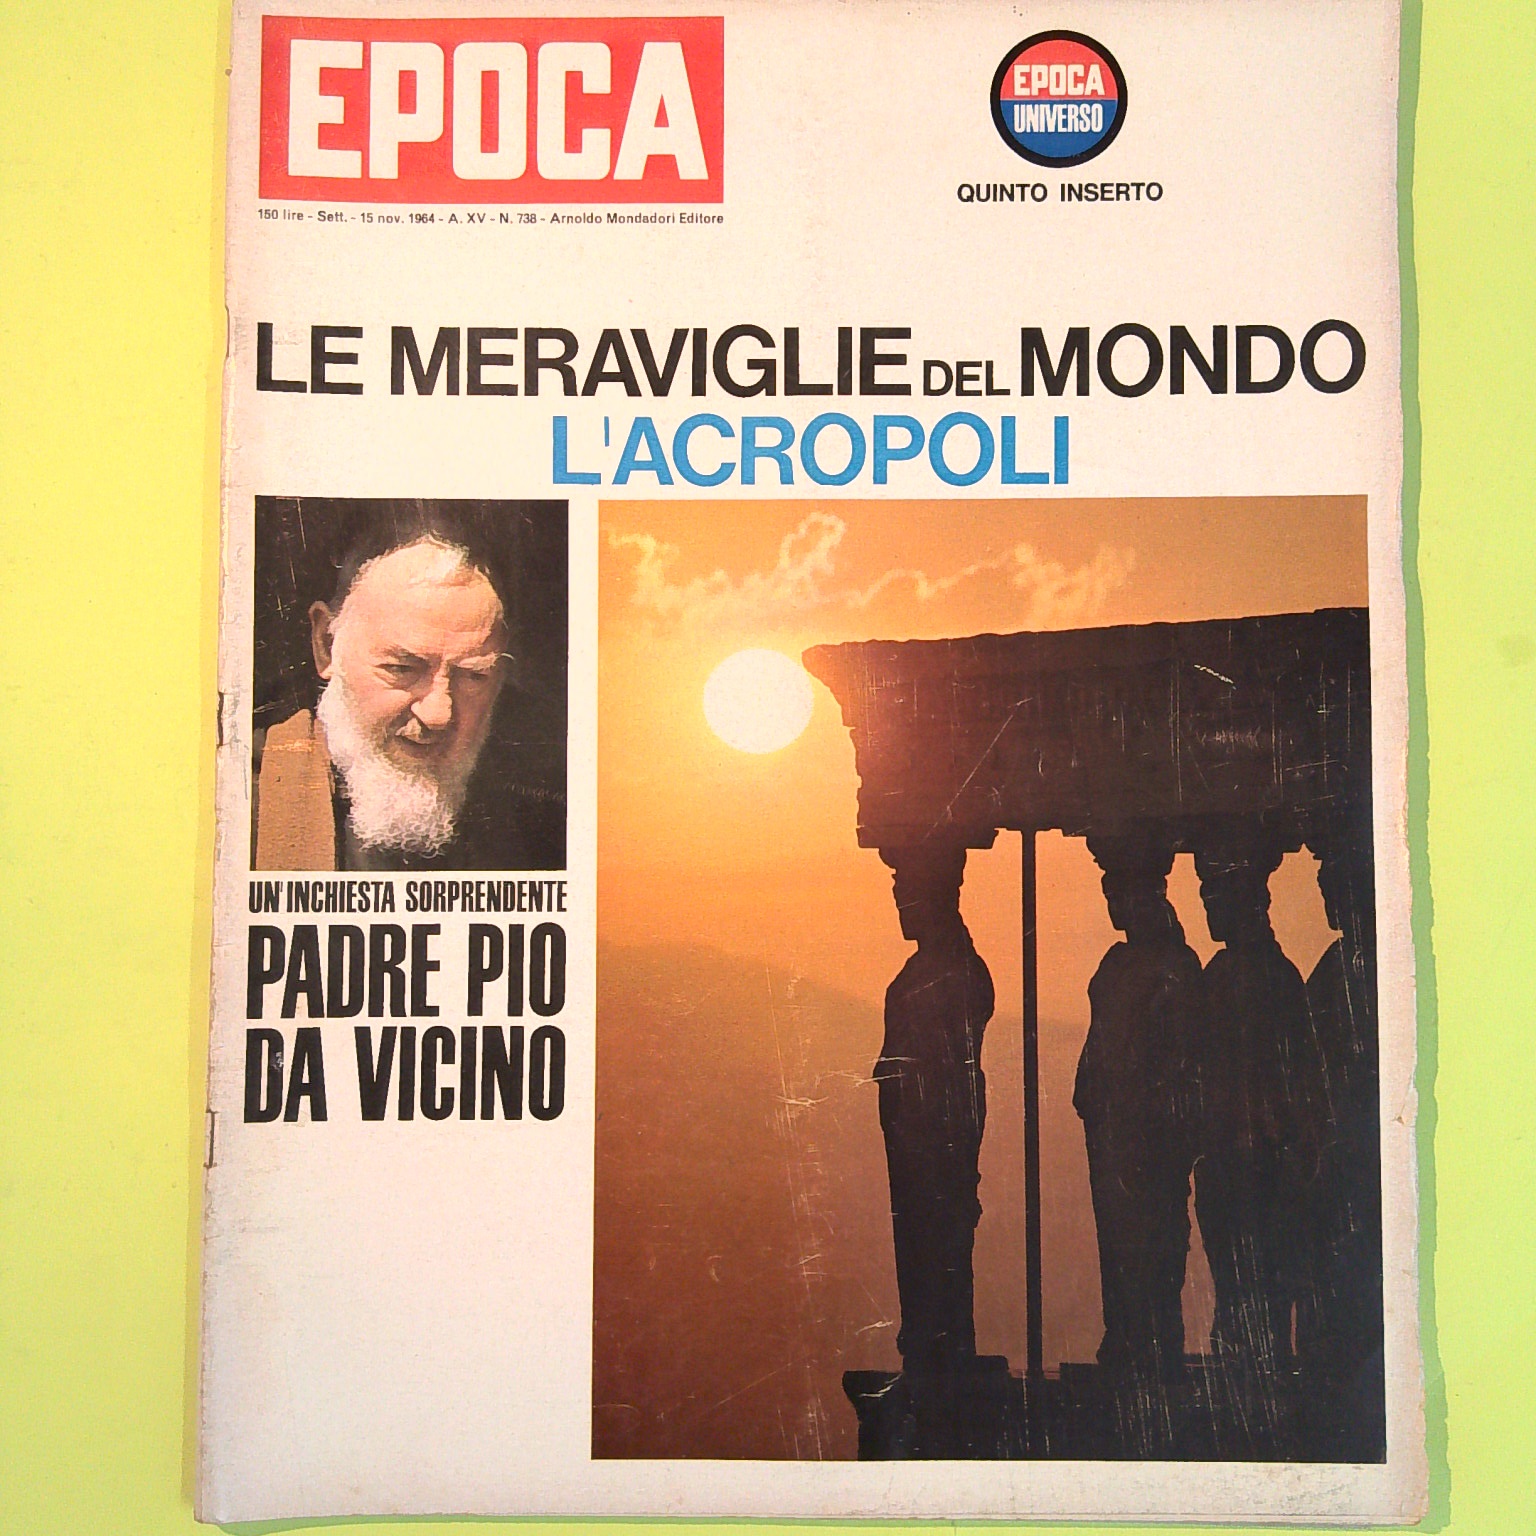 EPOCA
150 lire - Sett. - 15 nov. 1964 - A. XV - N. 738 - Arnoldo Mondadori Editore
EPOCA
UNIVERSO
QUINTO INSERTO
LE MERAVIGLIE DEL MONDO
L'ACROPOLI
UN'INCHIESTA SORPRENDENTE
PADRE PIO
DA VICINO